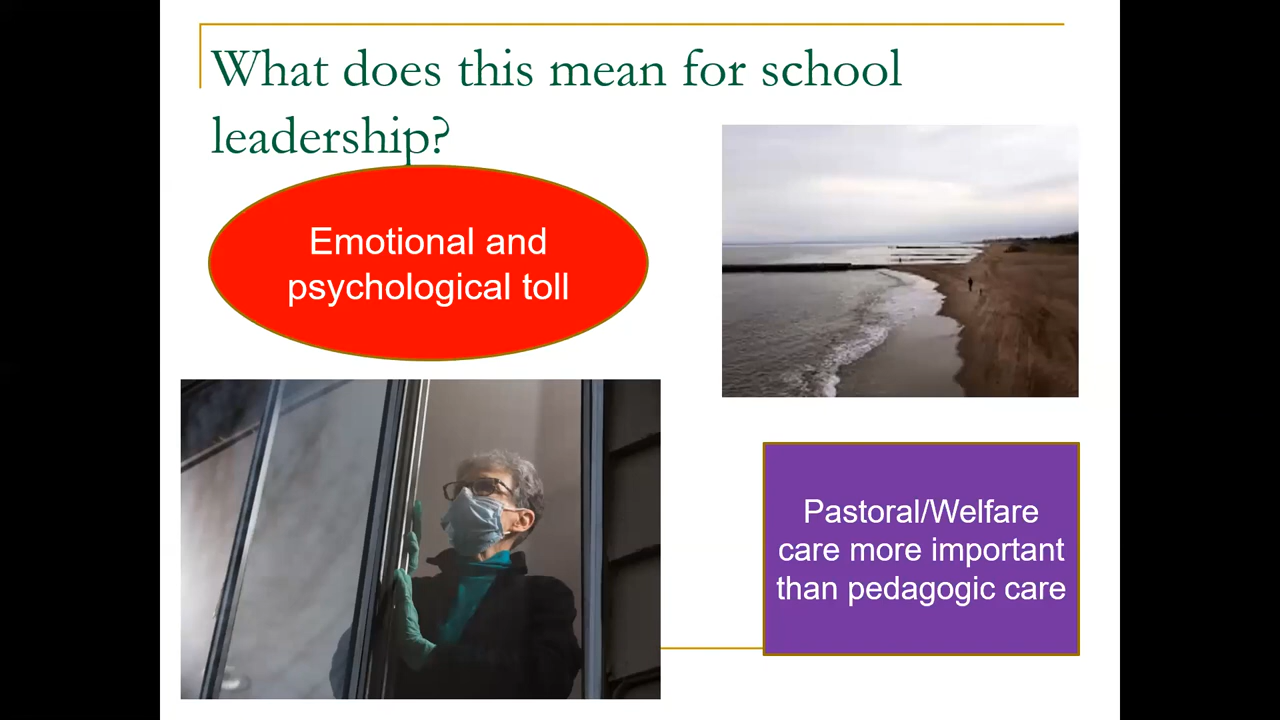 What does this mean for school
leadership?
Emotional and
psychological toll
Pastoral/Welfare
care more important
than pedagogic care